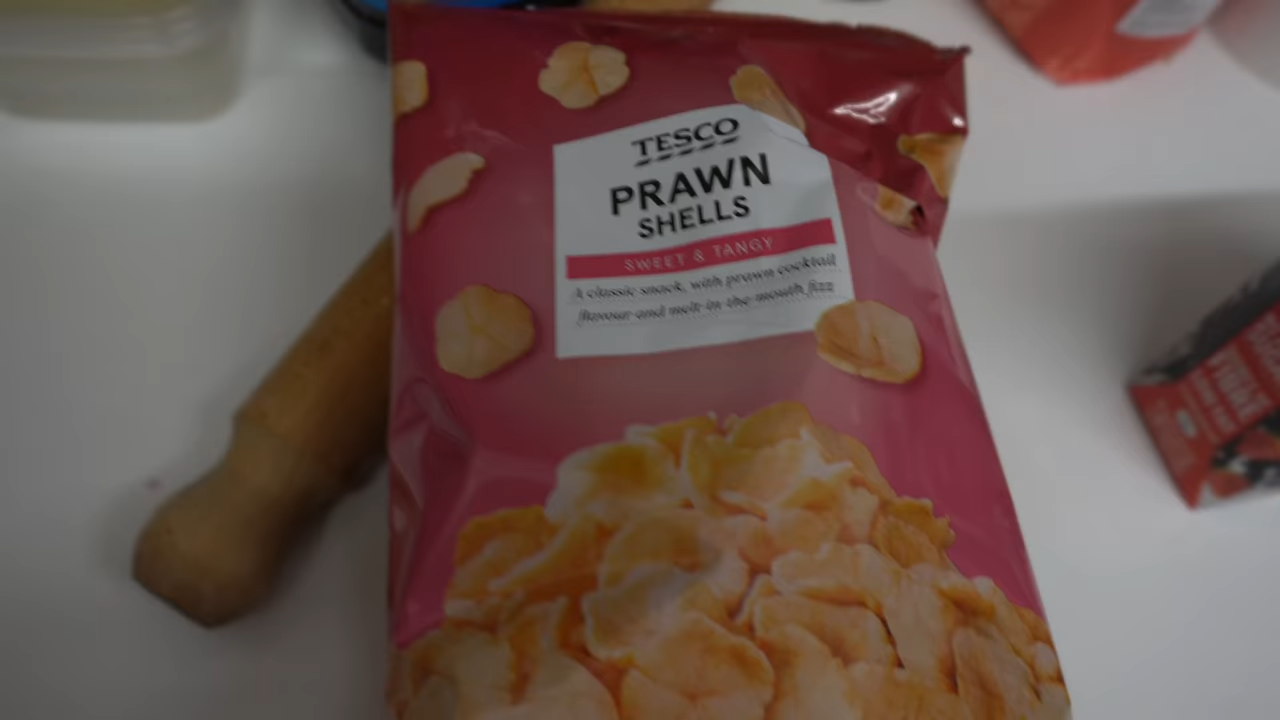 TESCO
PRAWN
SHELLS
SWEET & TANGY
A classic snack, with prawn cocktail
flavour and melt in the mouth fizz